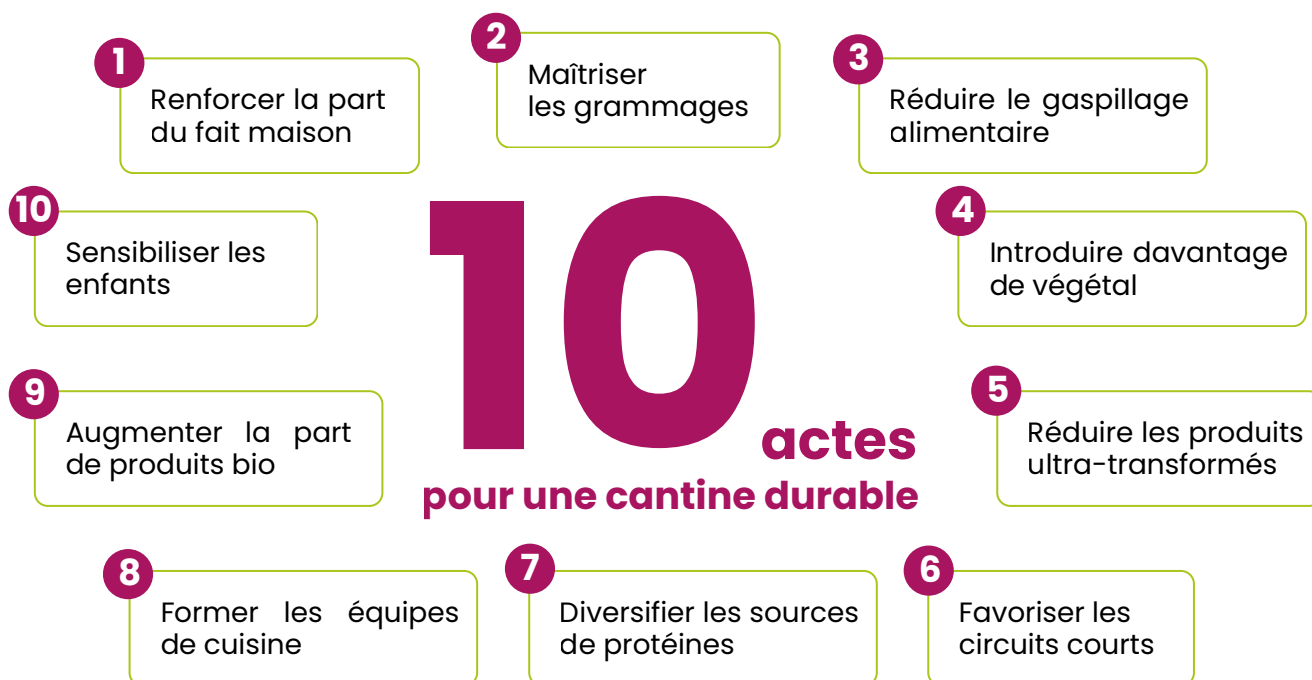 1
Renforcer la part
du fait maison
2
Maîtriser
les grammages
3
Réduire le gaspillage
alimentaire
4
Introduire davantage
de végétal
5
Réduire les produits
ultra-transformés
6
Favoriser les
circuits courts
7
Diversifier les sources
de protéines
8
Former les équipes
de cuisine
9
Augmenter la part
de produits bio
10
Sensibiliser les
enfants
10
actes
pour une cantine durable